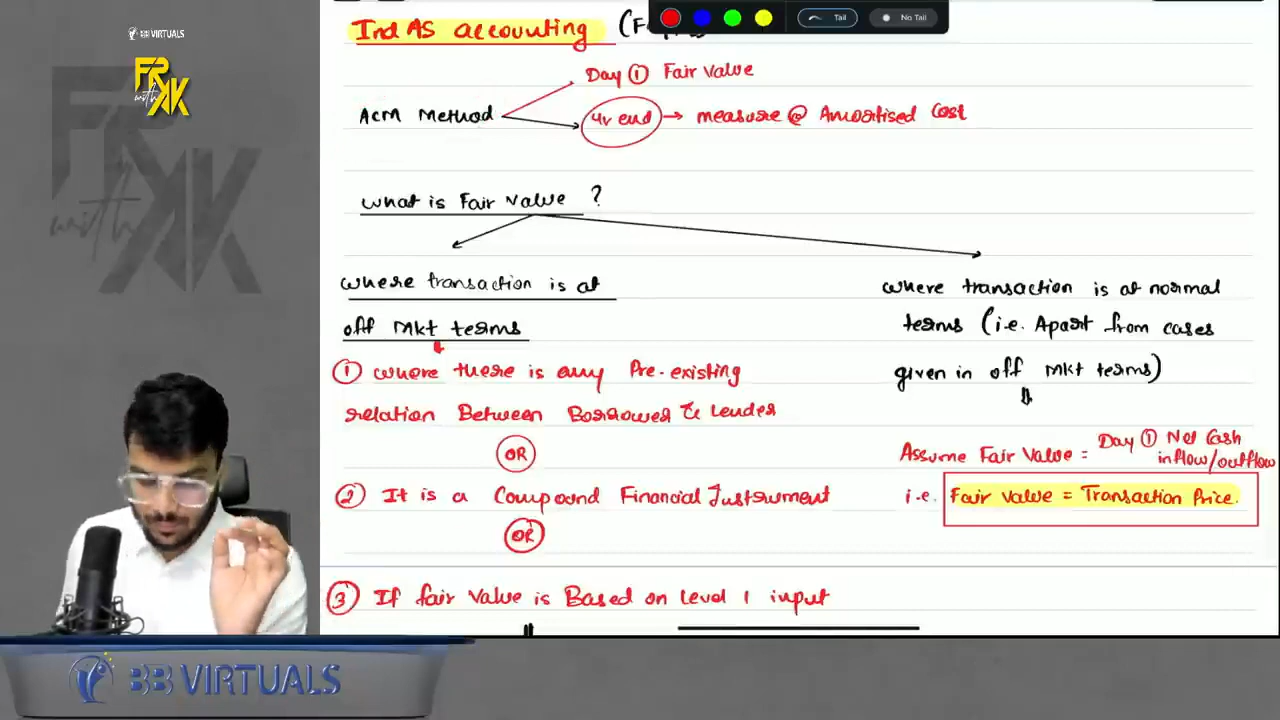 BB VIRTUALS
FR
with
KK
Tail
No Tail
Ind AS accounting
Day ① Fair Value
ACM Method
Yr end → measure @ Amortised Cost
What is Fair Value ?
where transaction is at
off Mkt terms
① where there is any Pre-existing
relation Between Borrower & Lender
OR
② It is a Compound Financial Instrument
OR
③ If fair value is Based on Level 1 input
where transaction is at normal
terms (i.e. Apart from cases
given in off Mkt terms)
Assume Fair Value = Day ① Net Cash
inflow/outflow
i.e. Fair Value = Transaction Price.
BB VIRTUALS